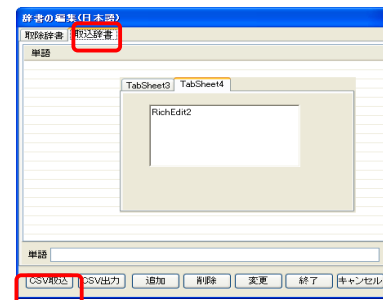 辞書の編集(日本語)
取除辞書 取込辞書
単語
TabSheet3 TabSheet4
RichEdit2
単語
CSV取込 CSV出力 追加 削除 変更 終了 キャンセル